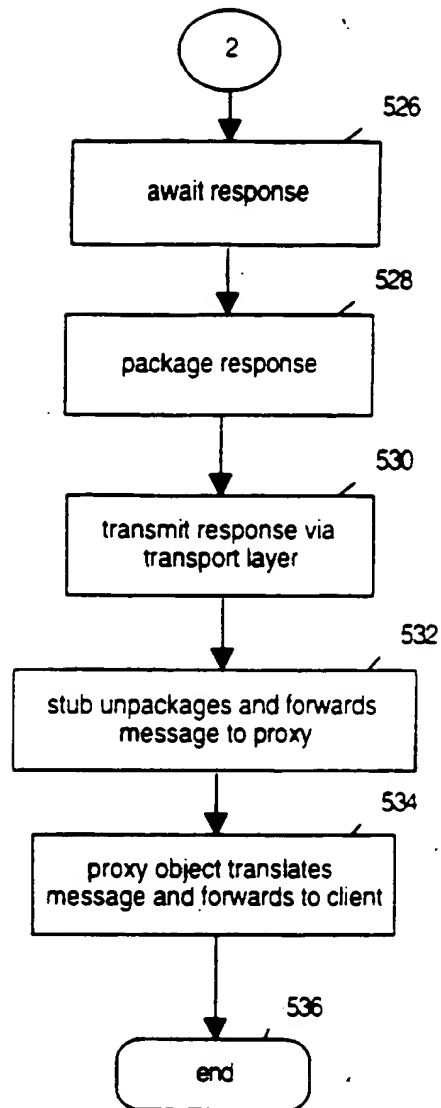 2
526
await response
528
package response
530
transmit response via
transport layer
532
stub unpackages and forwards
message to proxy
534
proxy object translates
message and forwards to client
536
end